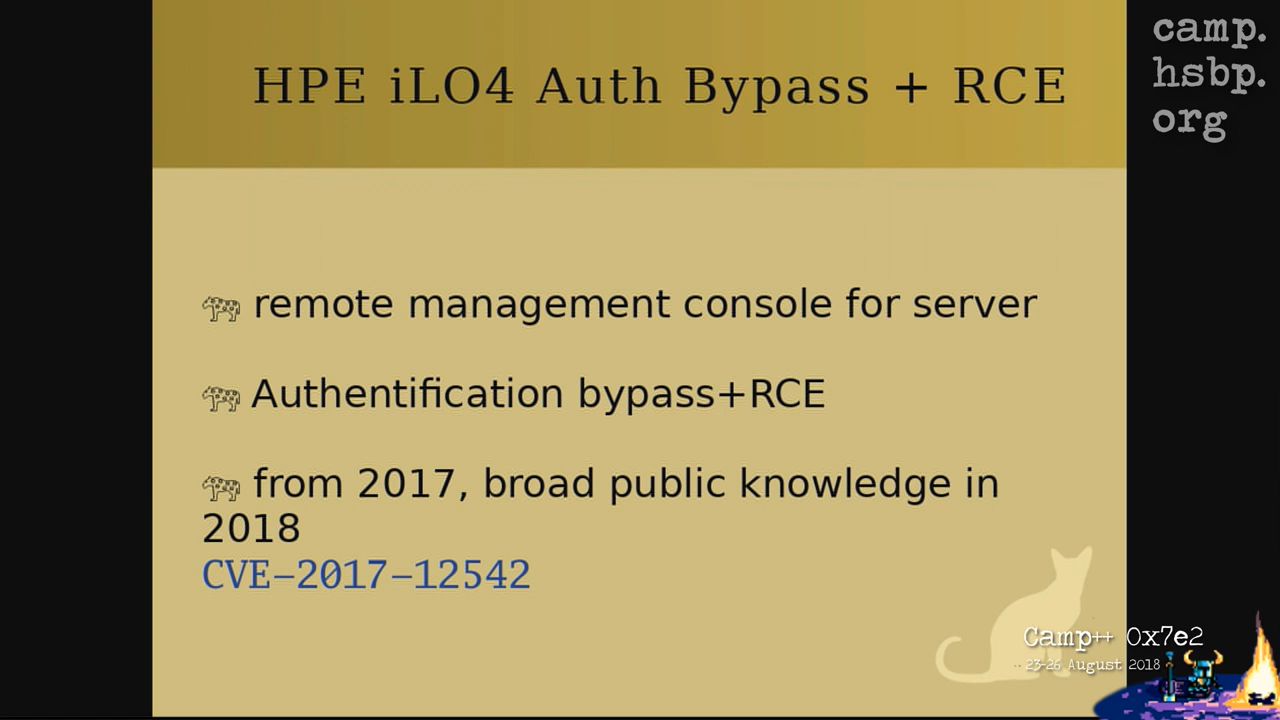 HPE iLO4 Auth Bypass + RCE
camp.
hsbp.
org
remote management console for server
Authentification bypass+RCE
from 2017, broad public knowledge in
2018
CVE-2017-12542
Camp++ 0x7e2
23-26 August 2018